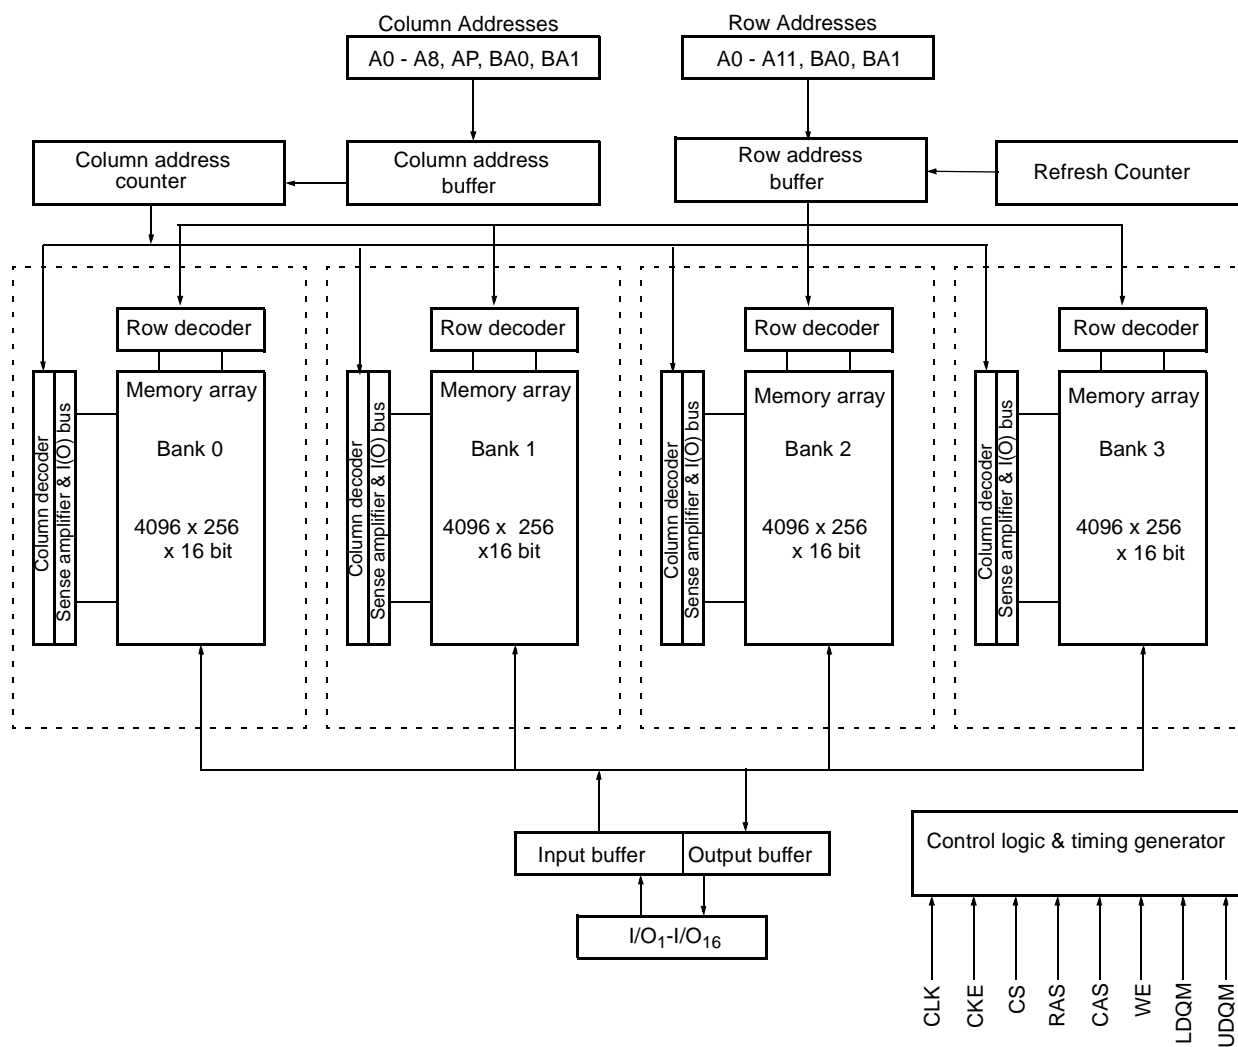 Column Addresses
Row Addresses
A0 - A8, AP, BA0, BA1
A0 - A11, BA0, BA1
Column address
counter
Column address
buffer
Row address
buffer
Refresh Counter
Row decoder
Row decoder
Row decoder
Row decoder
Column decoder
Sense amplifier & I(O) bus
Memory array
Bank 0
4096 x 256
x 16 bit
Column decoder
Sense amplifier & I(O) bus
Memory array
Bank 1
4096 x  256
x16 bit
Column decoder
Sense amplifier & I(O) bus
Memory array
Bank 2
4096 x 256
x 16 bit
Column decoder
Sense amplifier & I(O) bus
Memory array
Bank 3
4096 x 256
x 16 bit
Input buffer
Output buffer
Control logic & timing generator
I/O1-I/O16
CLK
CKE
CS
RAS
CAS
WE
LDQM
UDQM